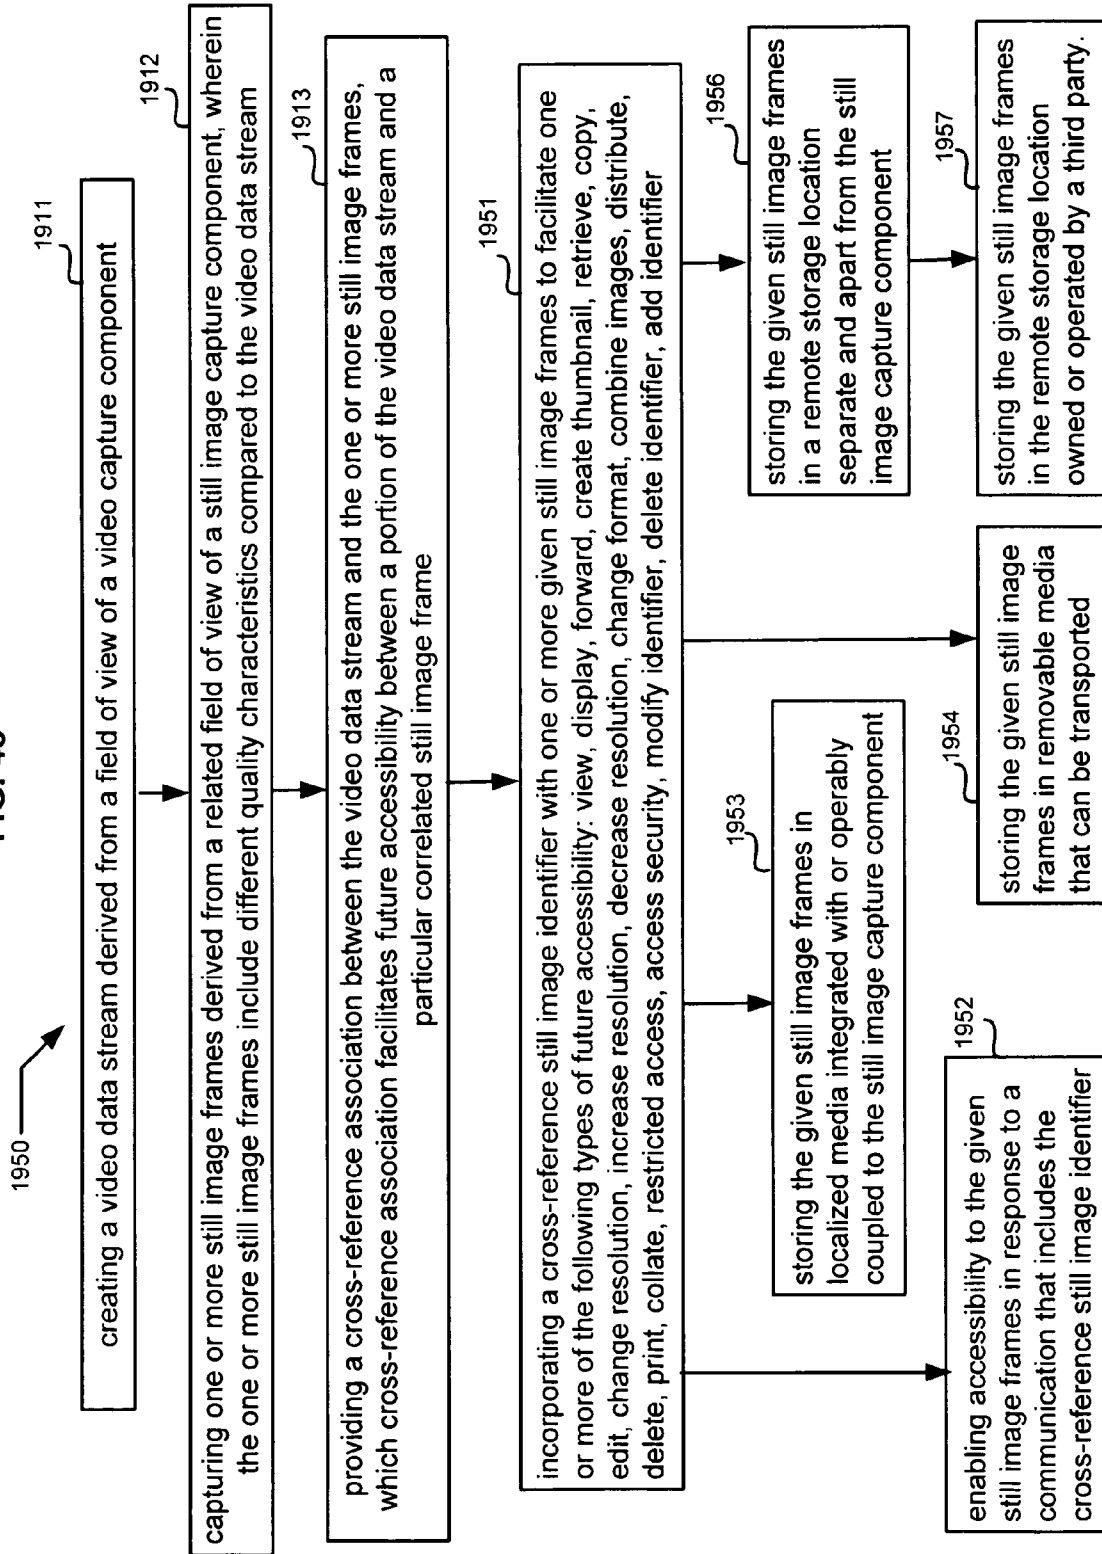 1950
1911
creating a video data stream derived from a field of view of a video capture component
1912
capturing one or more still image frames derived from a related field of view of a still image capture component, wherein
the one or more still image frames include different quality characteristics compared to the video data stream
1913
providing a cross-reference association between the video data stream and the one or more still image frames,
which cross-reference association facilitates future accessibility between a portion of the video data stream and a
particular correlated still image frame
1951
incorporating a cross-reference still image identifier with one or more given still image frames to facilitate one
or more of the following types of future accessibility: view, display, forward, create thumbnail, retrieve, copy,
edit, change resolution, increase resolution, decrease resolution, change format, combine images, distribute,
delete, print, collate, restricted access, access security, modify identifier, delete identifier, add identifier
1952
enabling accessibility to the given
still image frames in response to a
communication that includes the
cross-reference still image identifier
1953
storing the given still image frames in
localized media integrated with or operably
coupled to the still image capture component
1954
storing the given still image
frames in removable media
that can be transported
1956
storing the given still image frames
in a remote storage location
separate and apart from the still
image capture component
1957
storing the given still image frames
in the remote storage location
owned or operated by a third party.